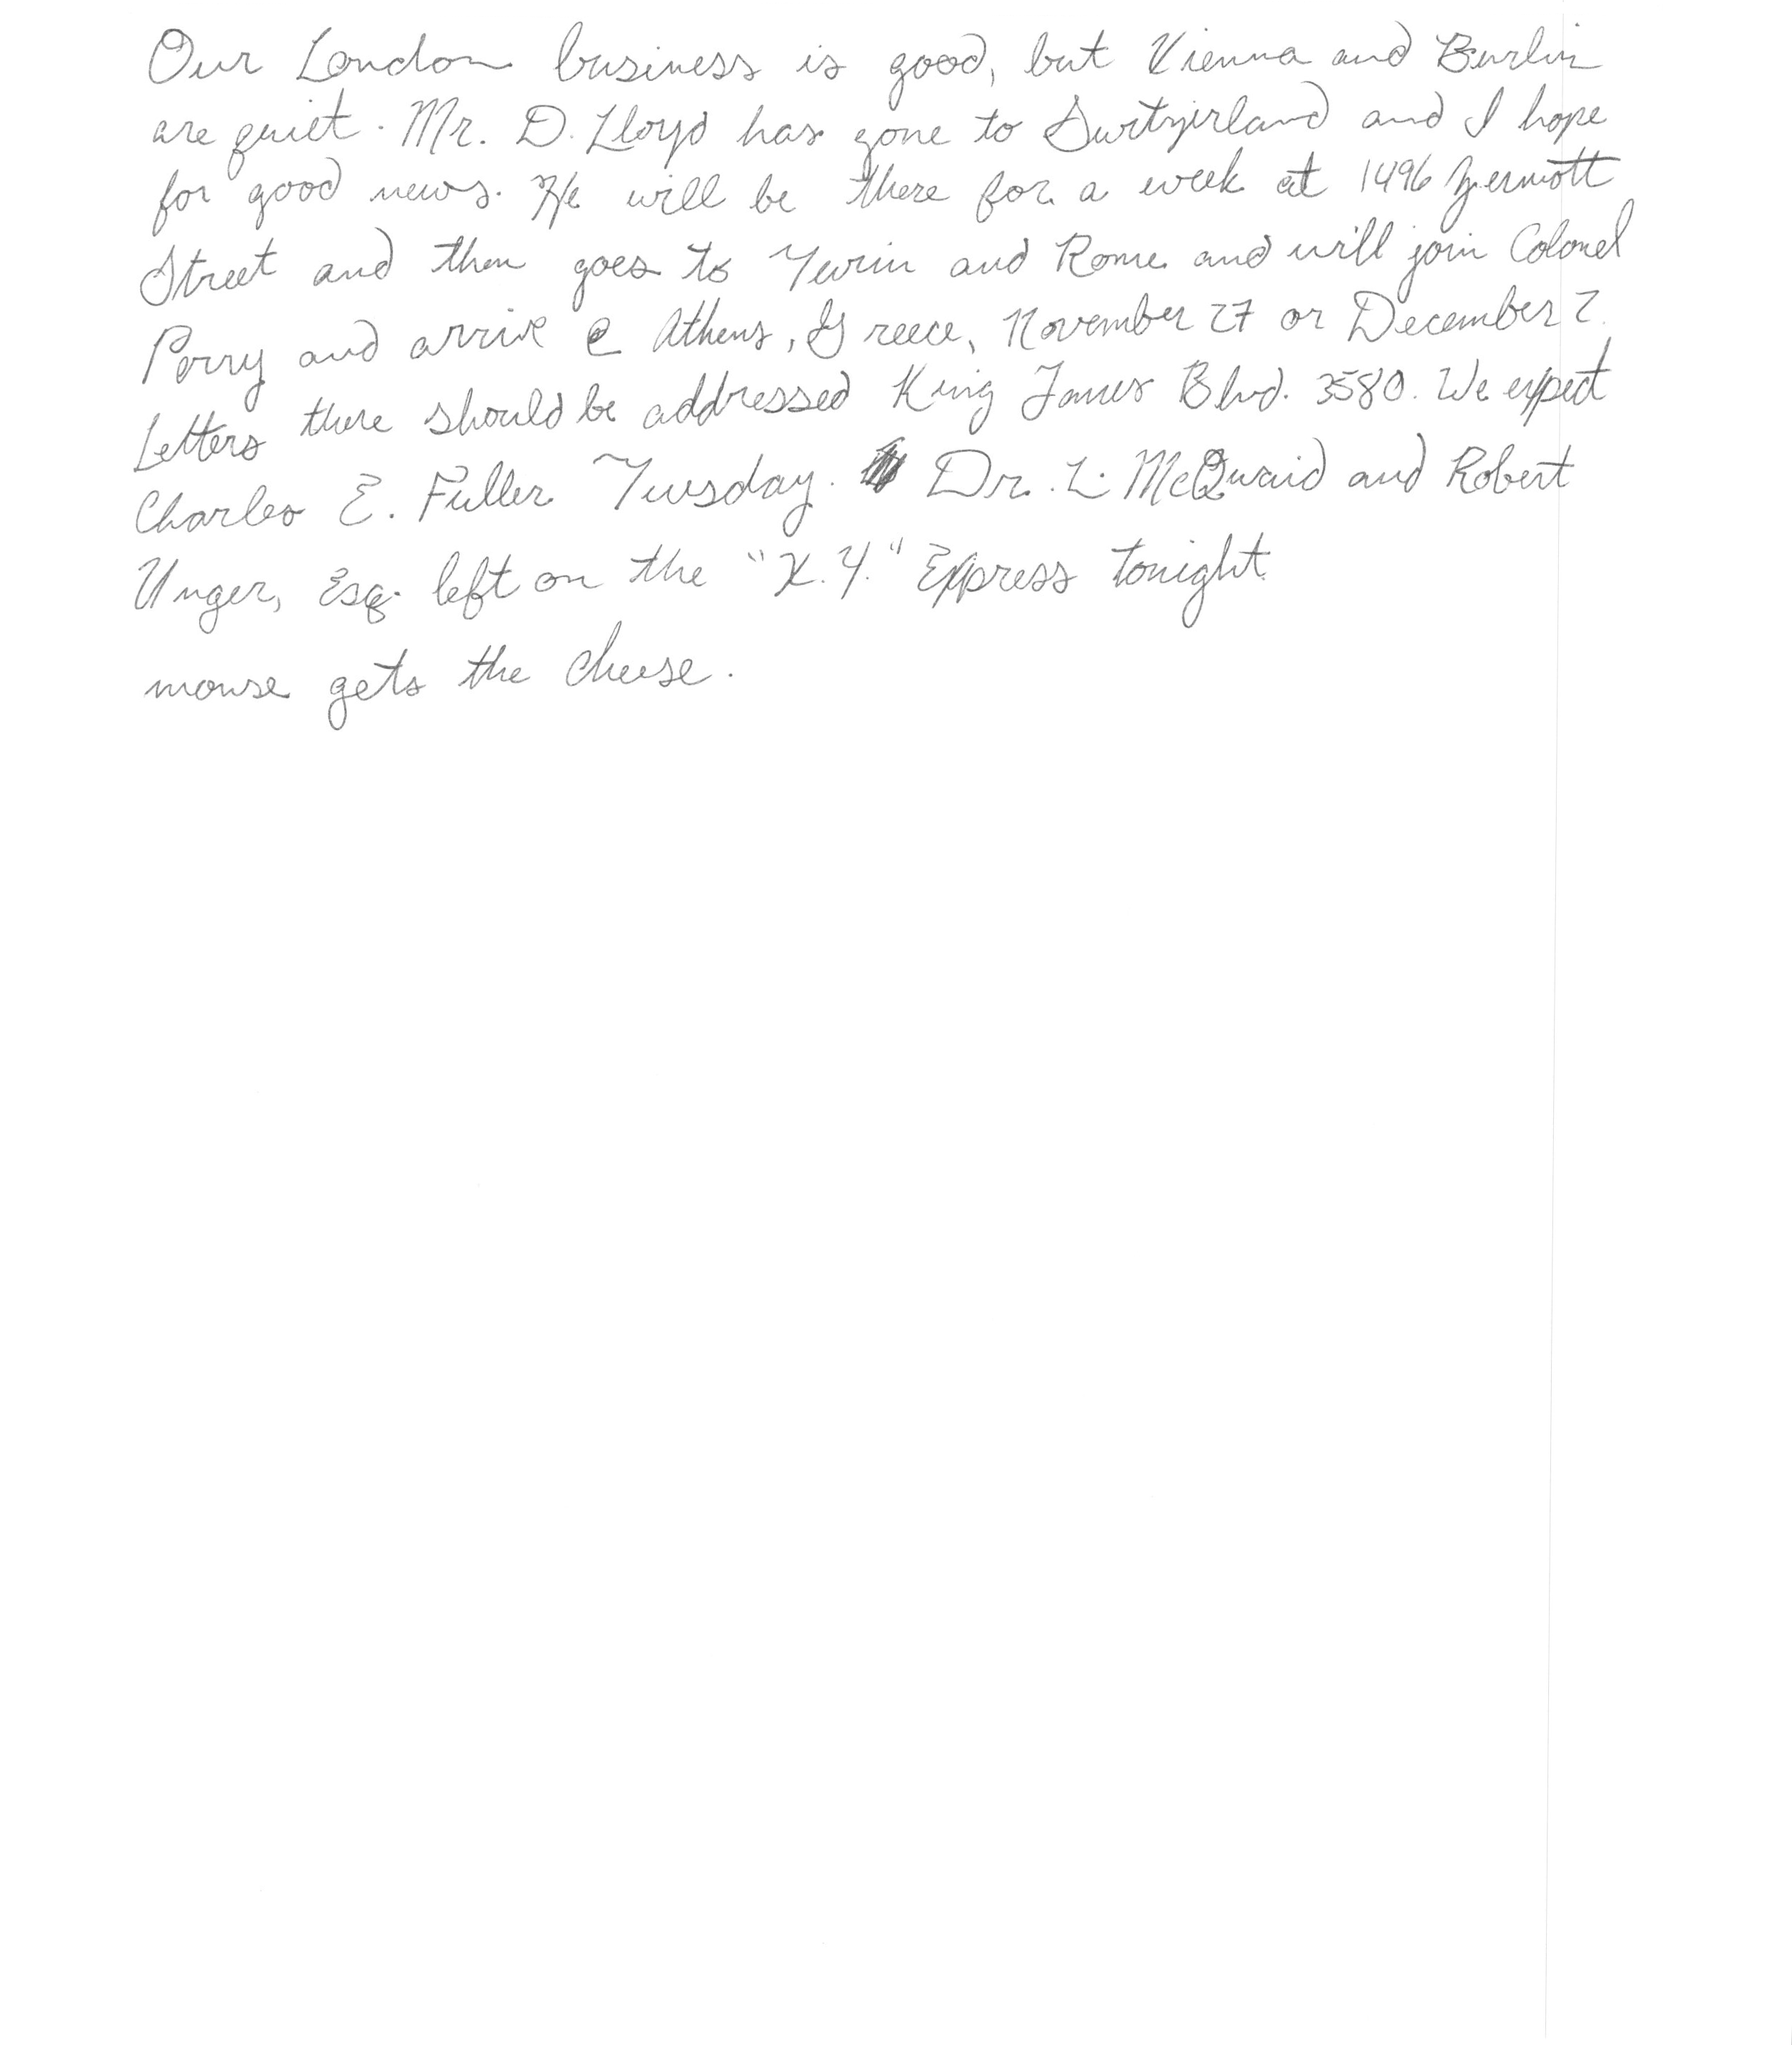 Our London business is good, but Vienna and Berlin
are quiet. Mr. D. Lloyd has gone to Switzerland and I hope
for good news. He will be there for a week at 1496 Zermott
Street and then goes to Turin and Rome and will join Colonel
Perry and arrive @ Athens, Greece, November 27 or December 2.
Letters there should be addressed King James Blvd. 3580. We expect
Charles E. Fuller Tuesday. Dr. L. McQuaid and Robert
Unger, Esq. left on the "X.Y." Express tonight.
mouse gets the cheese.